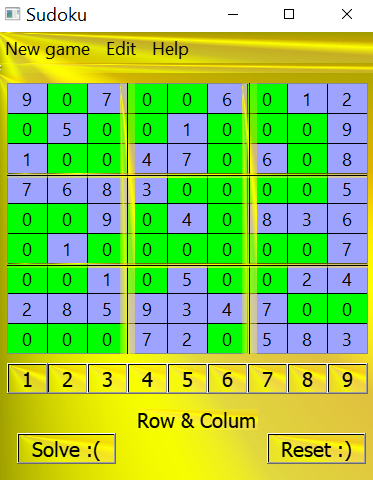 Sudoku
New game Edit Help
9 0 7 0 0 6 0 1 2
0 5 0 0 1 0 0 0 9
1 0 0 4 7 0 6 0 8
7 6 8 3 0 0 0 0 5
0 0 9 0 4 0 8 3 6
0 1 0 0 0 0 0 0 7
0 0 1 0 5 0 0 2 4
2 8 5 9 3 4 7 0 0
0 0 0 7 2 0 5 8 3
1 2 3 4 5 6 7 8 9
Row & Colum
Solve :( Reset :)